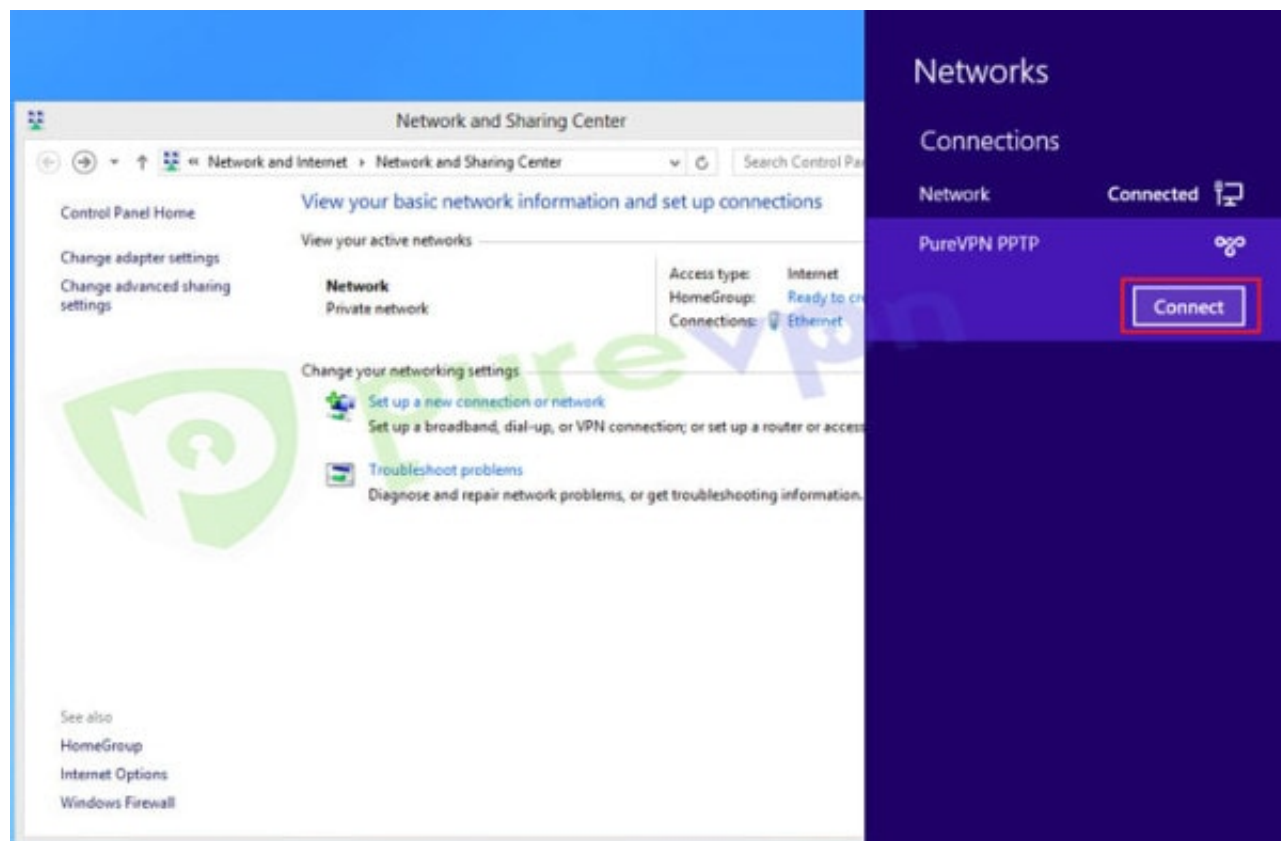 Network and Sharing Center
« Network and Internet › Network and Sharing Center
Search Control
Control Panel Home
Change adapter settings
Change advanced sharing
settings
See also
HomeGroup
Internet Options
Windows Firewall
View your basic network information and set up connections
View your active networks
Network
Private network
Access type: Internet
HomeGroup: Ready to
Connections: Ethernet
Change your networking settings
Set up a new connection or network
Set up a broadband, dial-up, or VPN connection; or set up a router or access
Troubleshoot problems
Diagnose and repair network problems, or get troubleshooting information.
purevpn
Networks
Connections
Network Connected
PureVPN PPTP
Connect